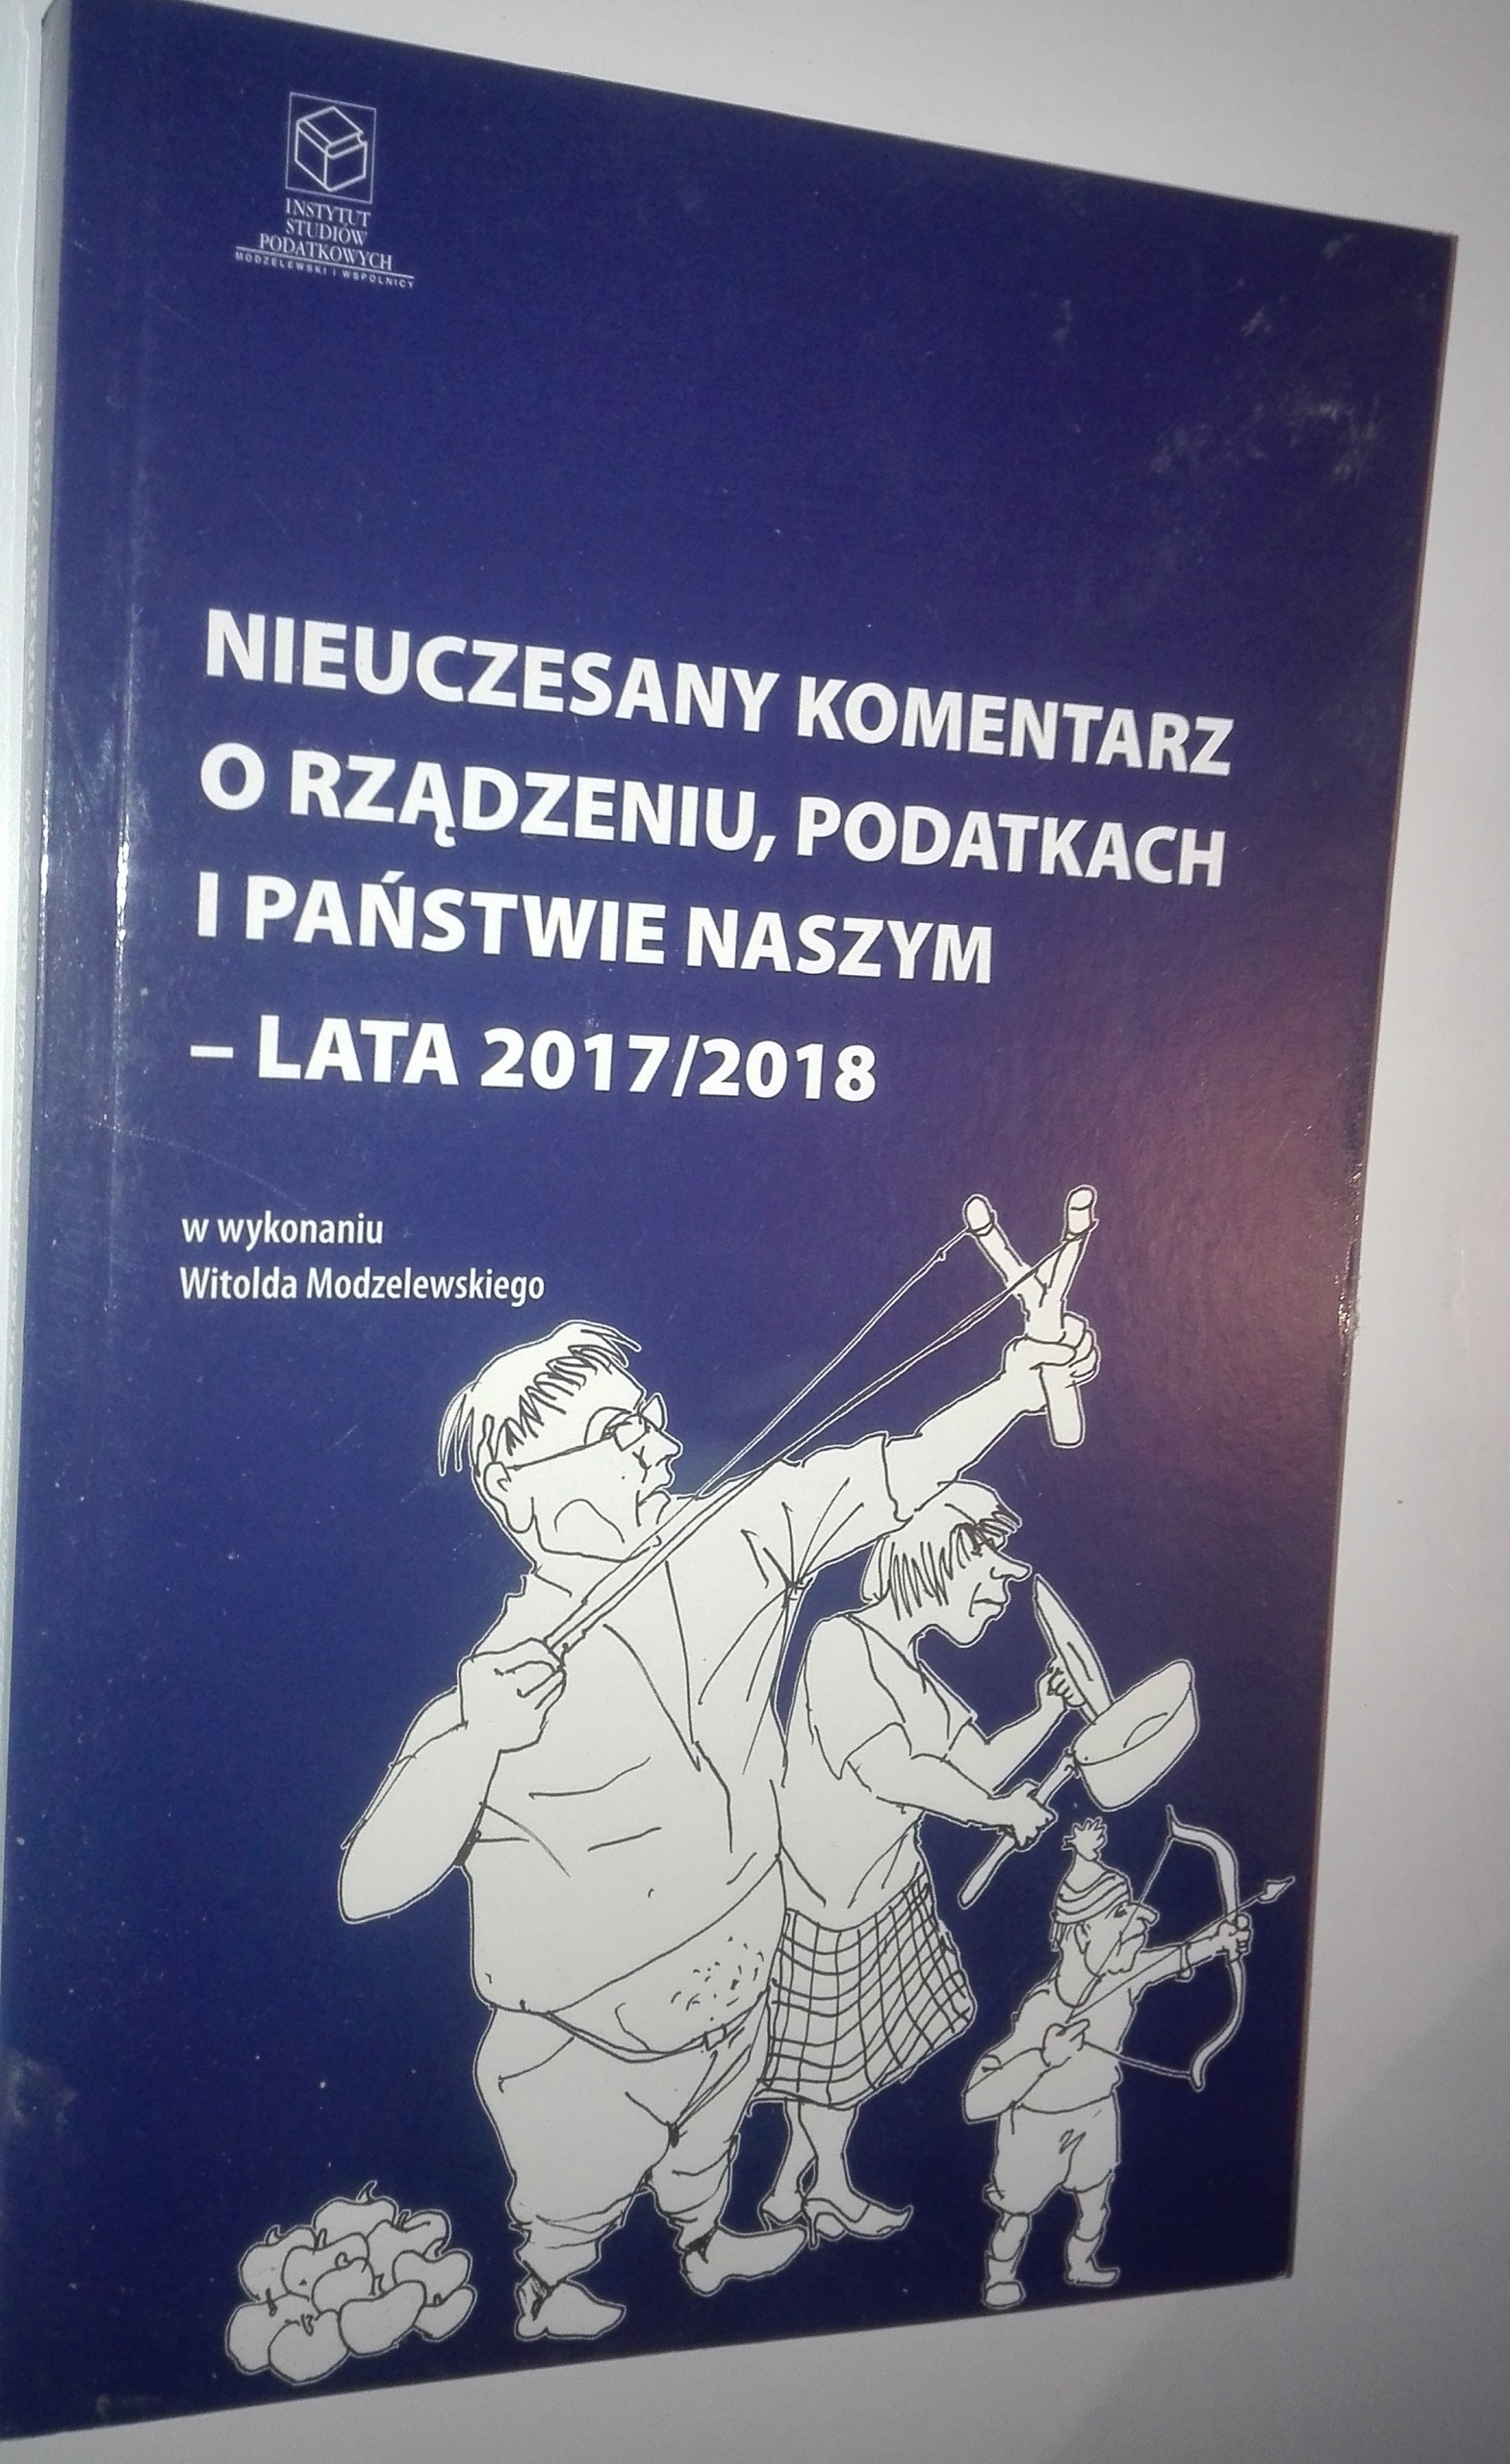 INSTYTUT
STUDIÓW
PODATKOWYCH
MODZELEWSKI I WSPÓLNICY
NIEUCZESANY KOMENTARZ
O RZĄDZENIU, PODATKACH
I PAŃSTWIE NASZYM
– LATA 2017/2018
w wykonaniu
Witolda Modzelewskiego